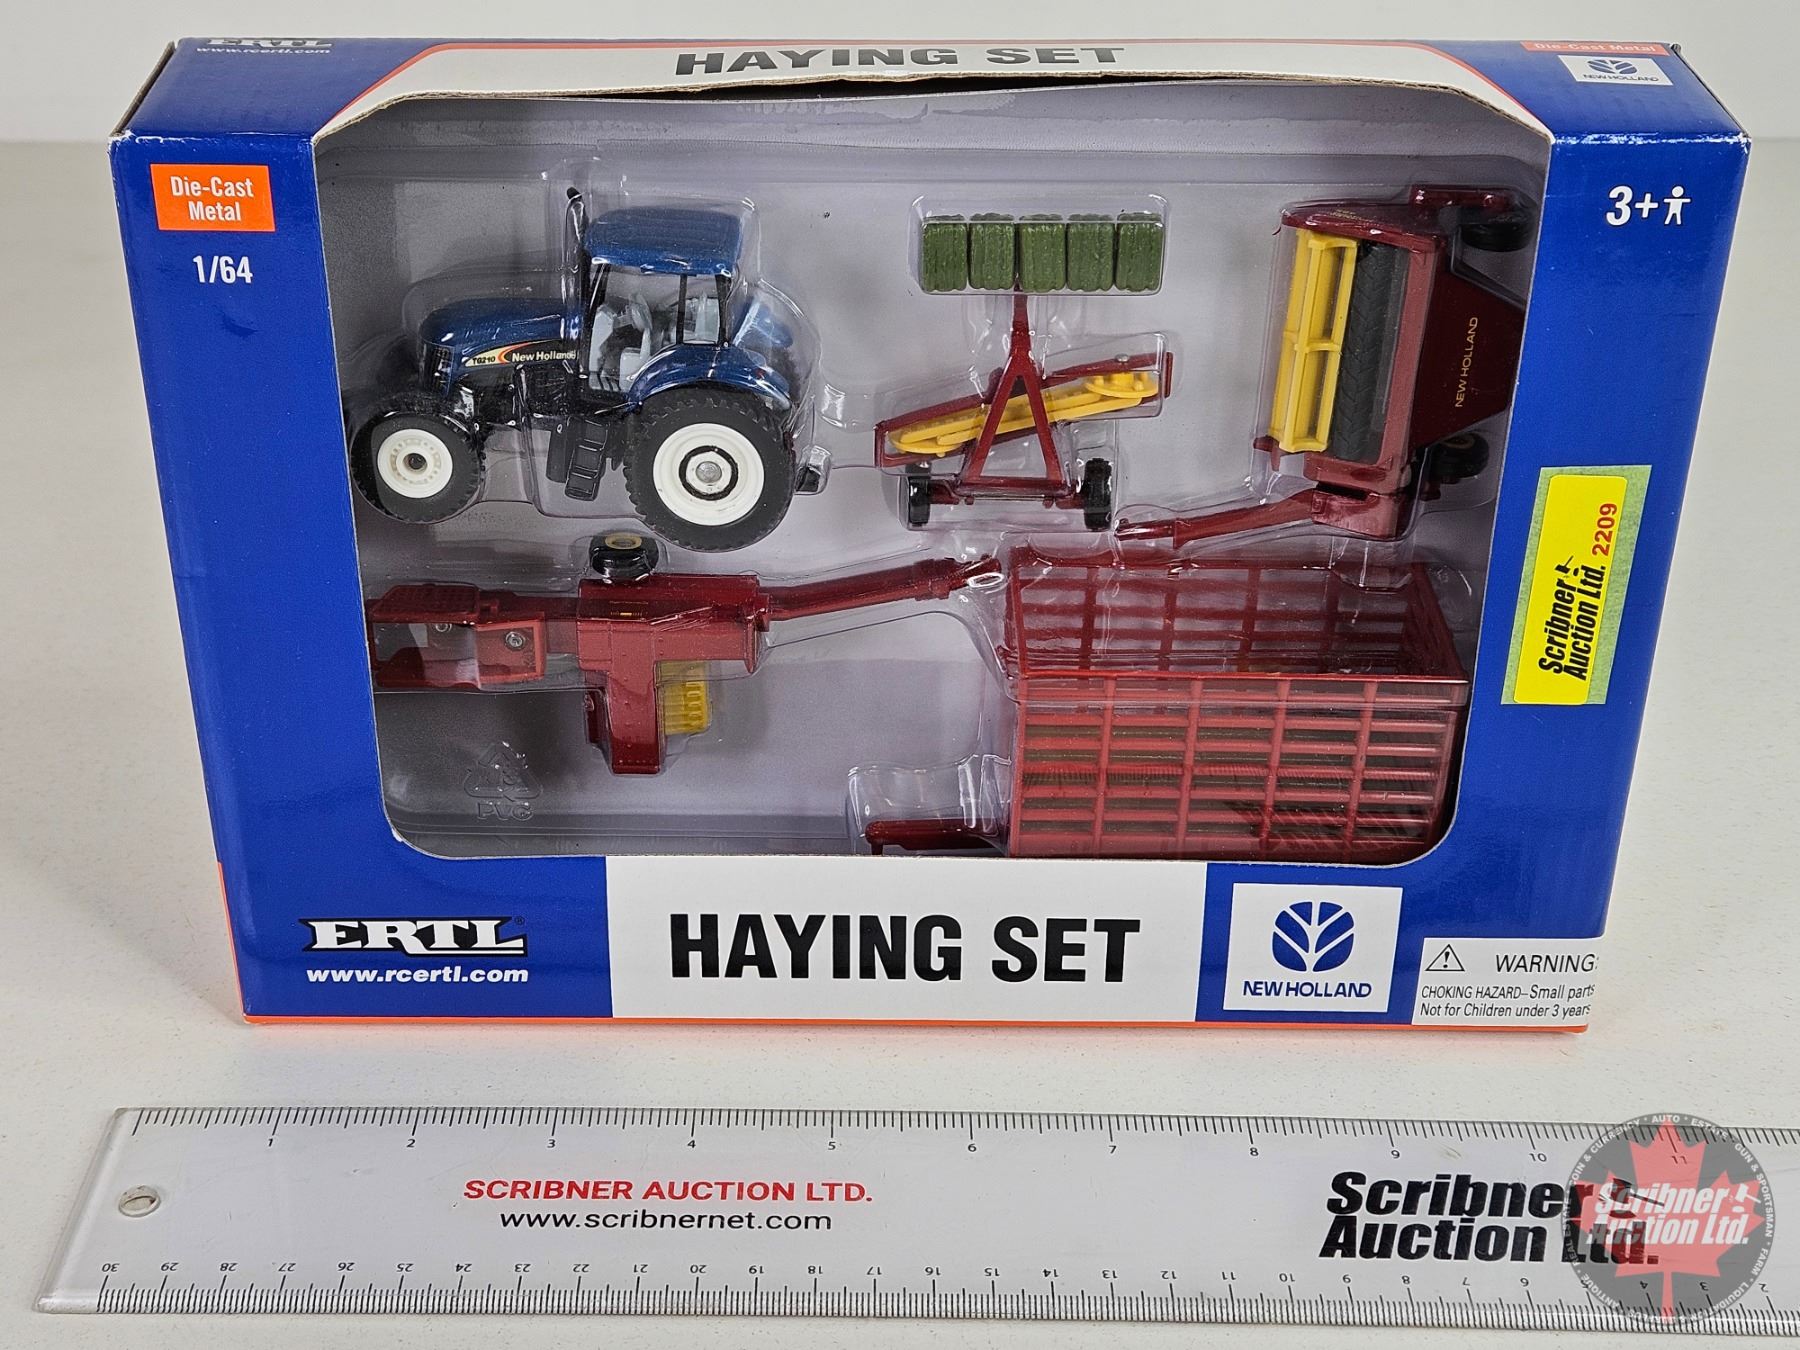 ERTL
www.rcertl.com
HAYING SET
Die-Cast Metal
NEW HOLLAND
Die-Cast
Metal
1/64
3+
TG210 New Holland
NEW HOLLAND
Scribner
Auction Ltd. 2209
PVC
ERTL®
www.rcertl.com
HAYING SET
NEW HOLLAND
WARNING:
CHOKING HAZARD–Small parts
Not for Children under 3 years
1 2 3 4 5 6 7 8 9 10 11
SCRIBNER AUCTION LTD.
www.scribnernet.com
Scribner
Auction Ltd.
Scribner
Auction Ltd.
30 29 28 27 26 25 24 23 22 21 20 19 18 17 16 15 14 13 12 11 10 9 8 7 6 5 4 3 2